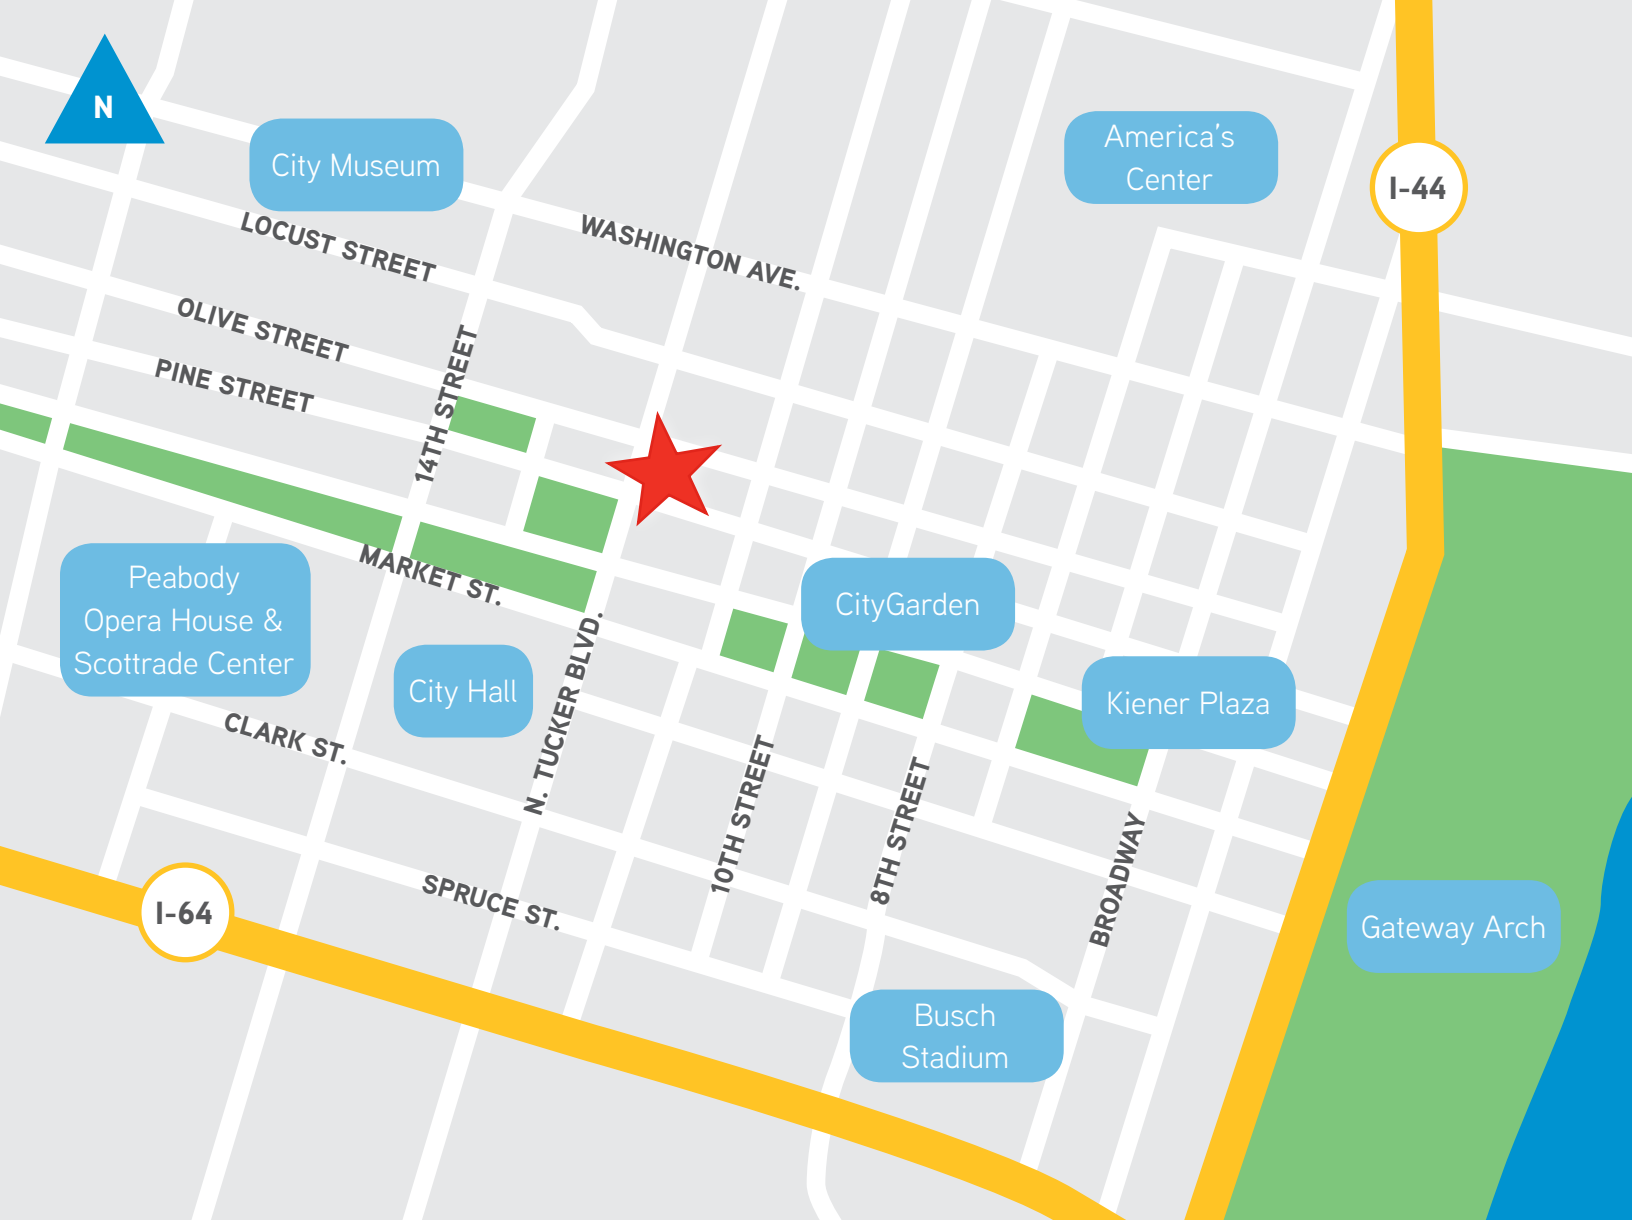 N
City Museum
America's
Center
I-44
LOCUST STREET
WASHINGTON AVE.
OLIVE STREET
PINE STREET
14TH STREET
MARKET ST.
Peabody
Opera House &
Scottrade Center
City Hall
CityGarden
Kiener Plaza
N. TUCKER BLVD.
CLARK ST.
10TH STREET
8TH STREET
BROADWAY
SPRUCE ST.
I-64
Gateway Arch
Busch
Stadium